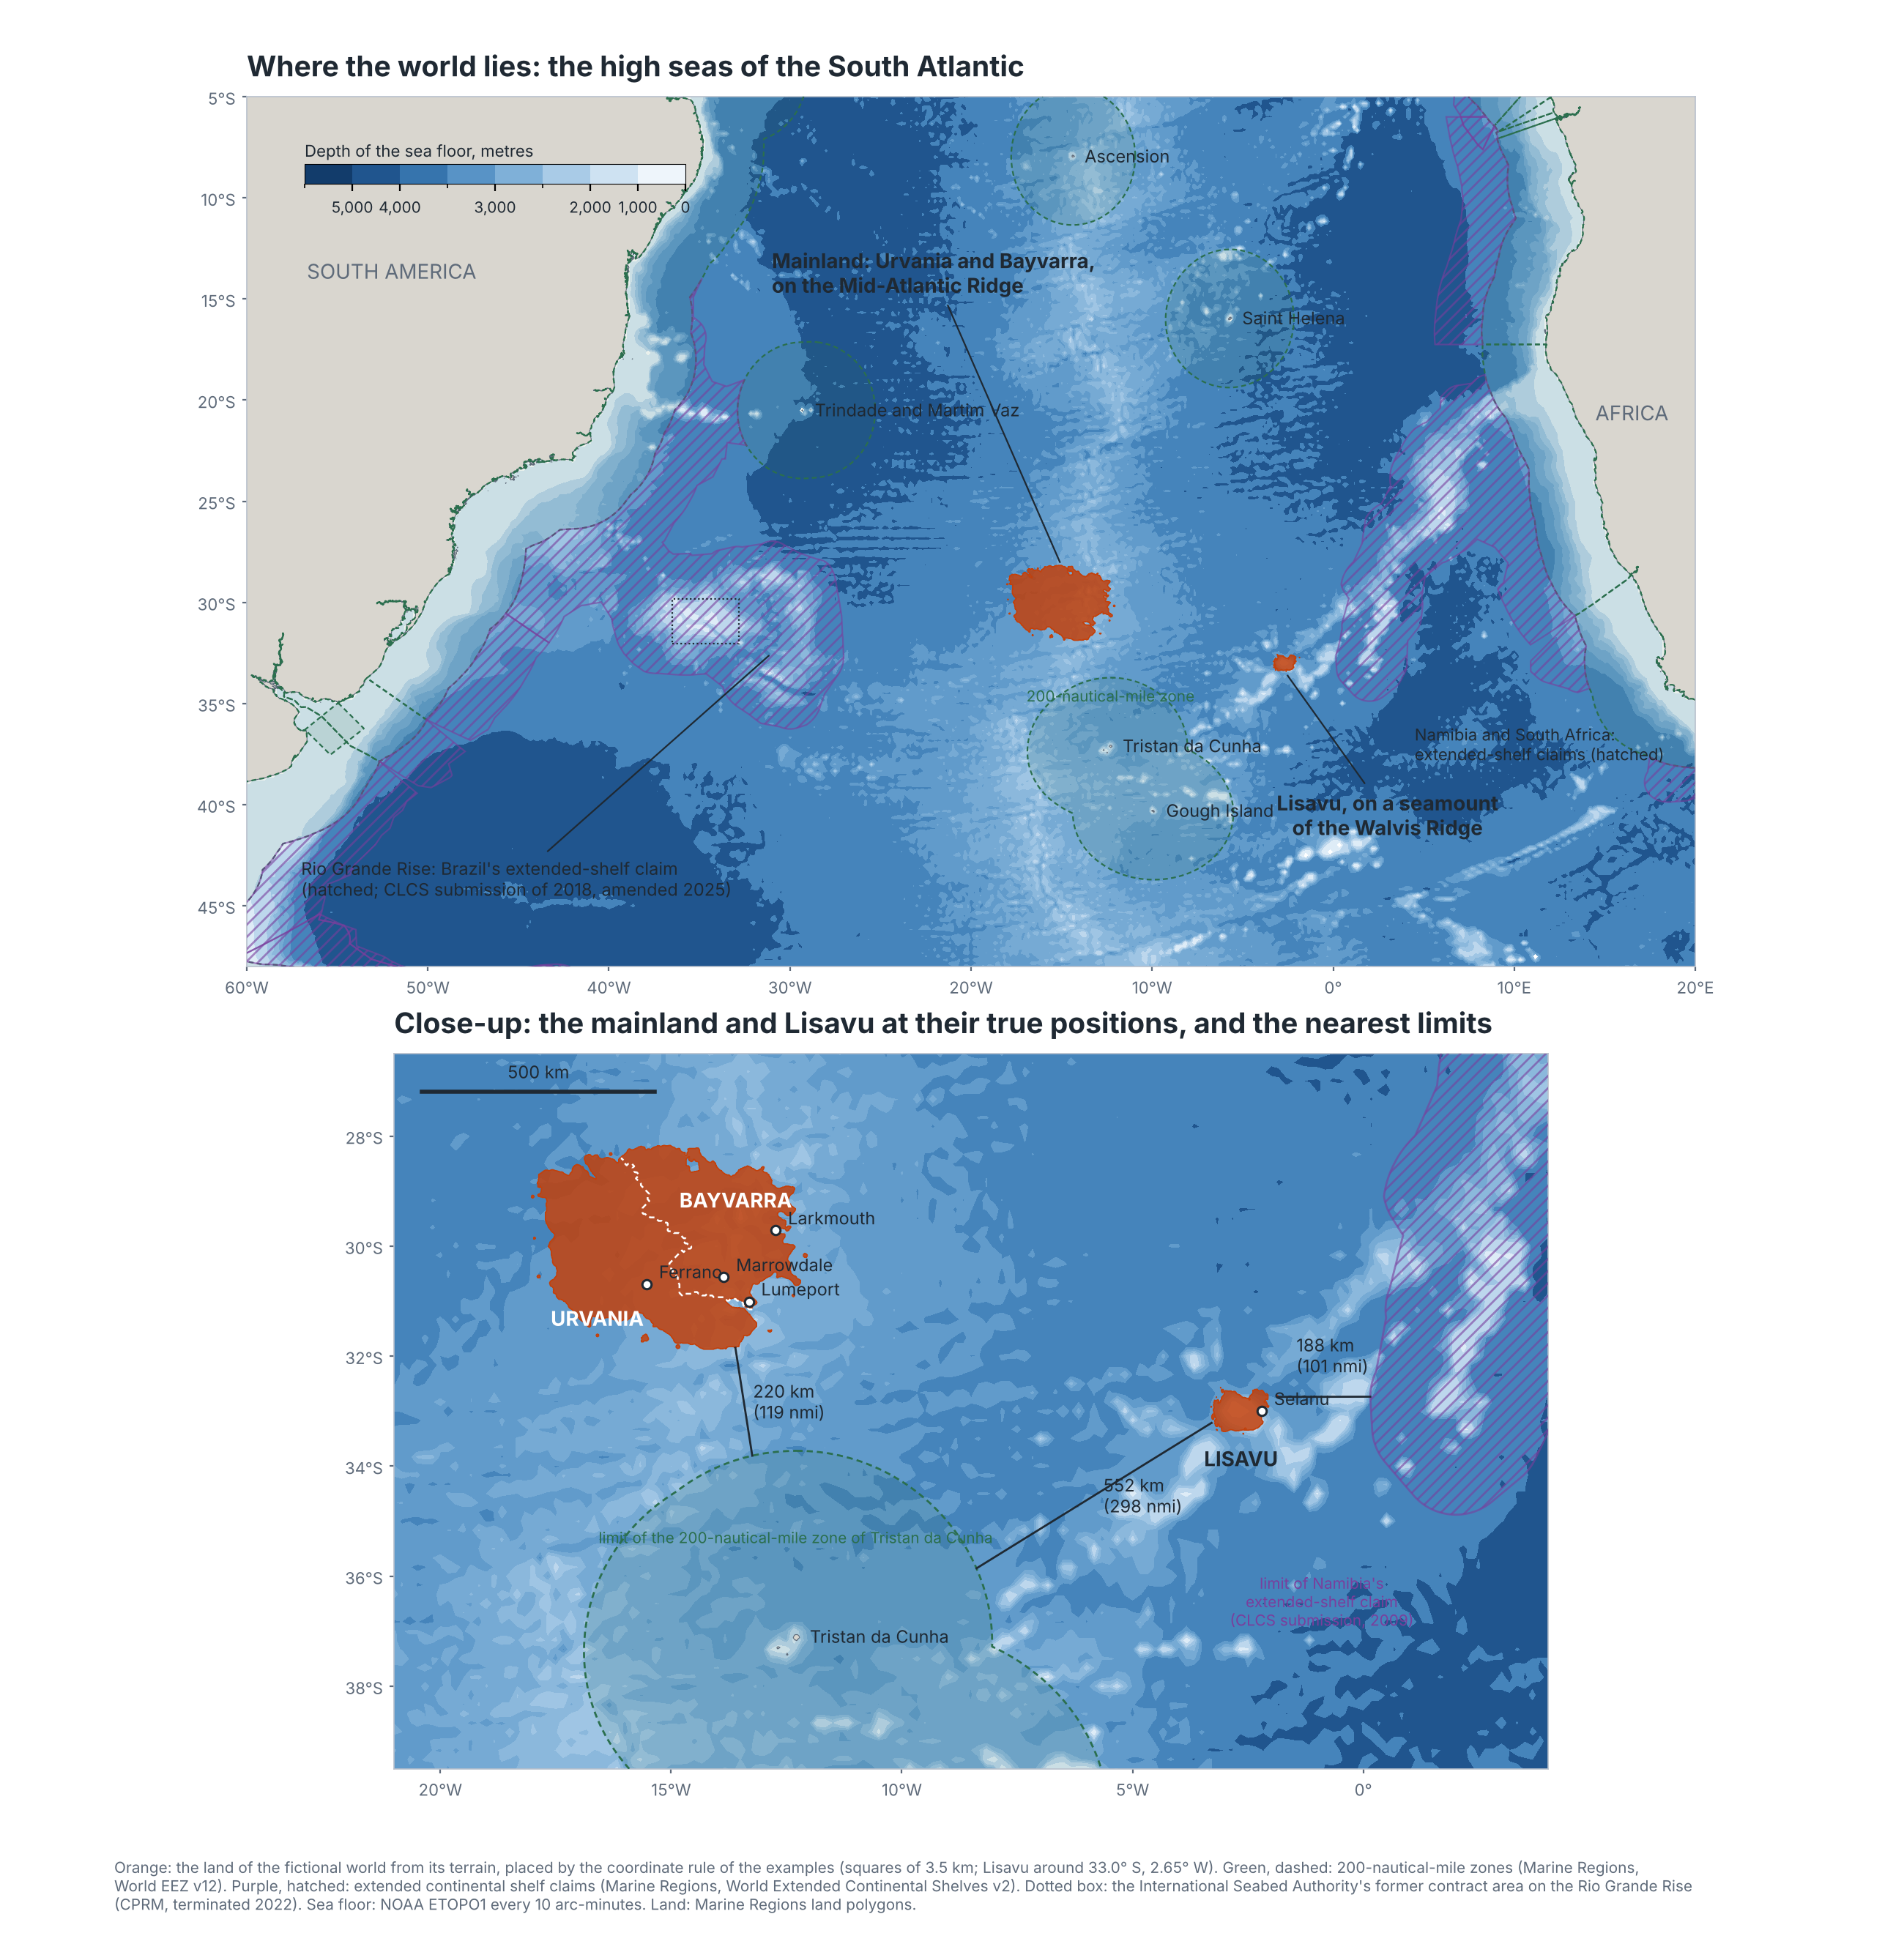 Where the world lies: the high seas of the South Atlantic
5°S
10°S
15°S
20°S
25°S
30°S
35°S
40°S
45°S
Depth of the sea floor, metres
5,000 4,000 3,000 2,000 1,000 0
SOUTH AMERICA
AFRICA
Ascension
Mainland: Urvania and Bayvarra,
on the Mid-Atlantic Ridge
Saint Helena
Trindade and Martim Vaz
200-nautical-mile zone
Tristan da Cunha
Gough Island
Namibia and South Africa:
extended-shelf claims (hatched)
Lisavu, on a seamount
of the Walvis Ridge
Rio Grande Rise: Brazil's extended-shelf claim
(hatched; CLCS submission of 2018, amended 2025)
60°W 50°W 40°W 30°W 20°W 10°W 0° 10°E 20°E
Close-up: the mainland and Lisavu at their true positions, and the nearest limits
500 km
28°S
30°S
32°S
34°S
36°S
38°S
BAYVARRA
Larkmouth
Marrowdale
Ferrano
Lumeport
URVANIA
220 km
(119 nmi)
188 km
(101 nmi)
Selanu
LISAVU
552 km
(298 nmi)
limit of the 200-nautical-mile zone of Tristan da Cunha
limit of Namibia's
extended-shelf claim
(CLCS submission, 2009)
Tristan da Cunha
20°W 15°W 10°W 5°W 0°
Orange: the land of the fictional world from its terrain, placed by the coordinate rule of the examples (squares of 3.5 km; Lisavu around 33.0° S, 2.65° W). Green, dashed: 200-nautical-mile zones (Marine Regions,
World EEZ v12). Purple, hatched: extended continental shelf claims (Marine Regions, World Extended Continental Shelves v2). Dotted box: the International Seabed Authority's former contract area on the Rio Grande Rise
(CPRM, terminated 2022). Sea floor: NOAA ETOPO1 every 10 arc-minutes. Land: Marine Regions land polygons.